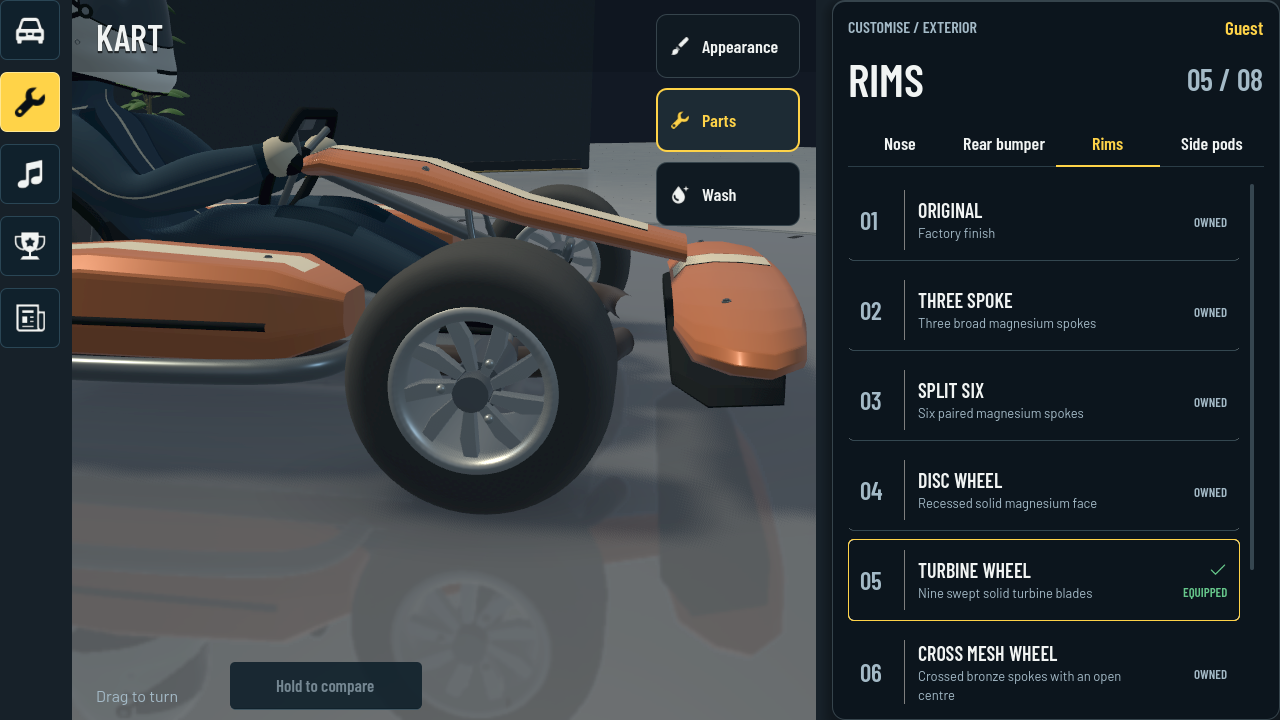 KART
Appearance
Parts
Wash
Drag to turn
Hold to compare
CUSTOMISE / EXTERIOR
Guest
RIMS
05 / 08
Nose
Rear bumper
Rims
Side pods
01
ORIGINAL
Factory finish
OWNED
02
THREE SPOKE
Three broad magnesium spokes
OWNED
03
SPLIT SIX
Six paired magnesium spokes
OWNED
04
DISC WHEEL
Recessed solid magnesium face
OWNED
05
TURBINE WHEEL
Nine swept solid turbine blades
EQUIPPED
06
CROSS MESH WHEEL
Crossed bronze spokes with an open
centre
OWNED